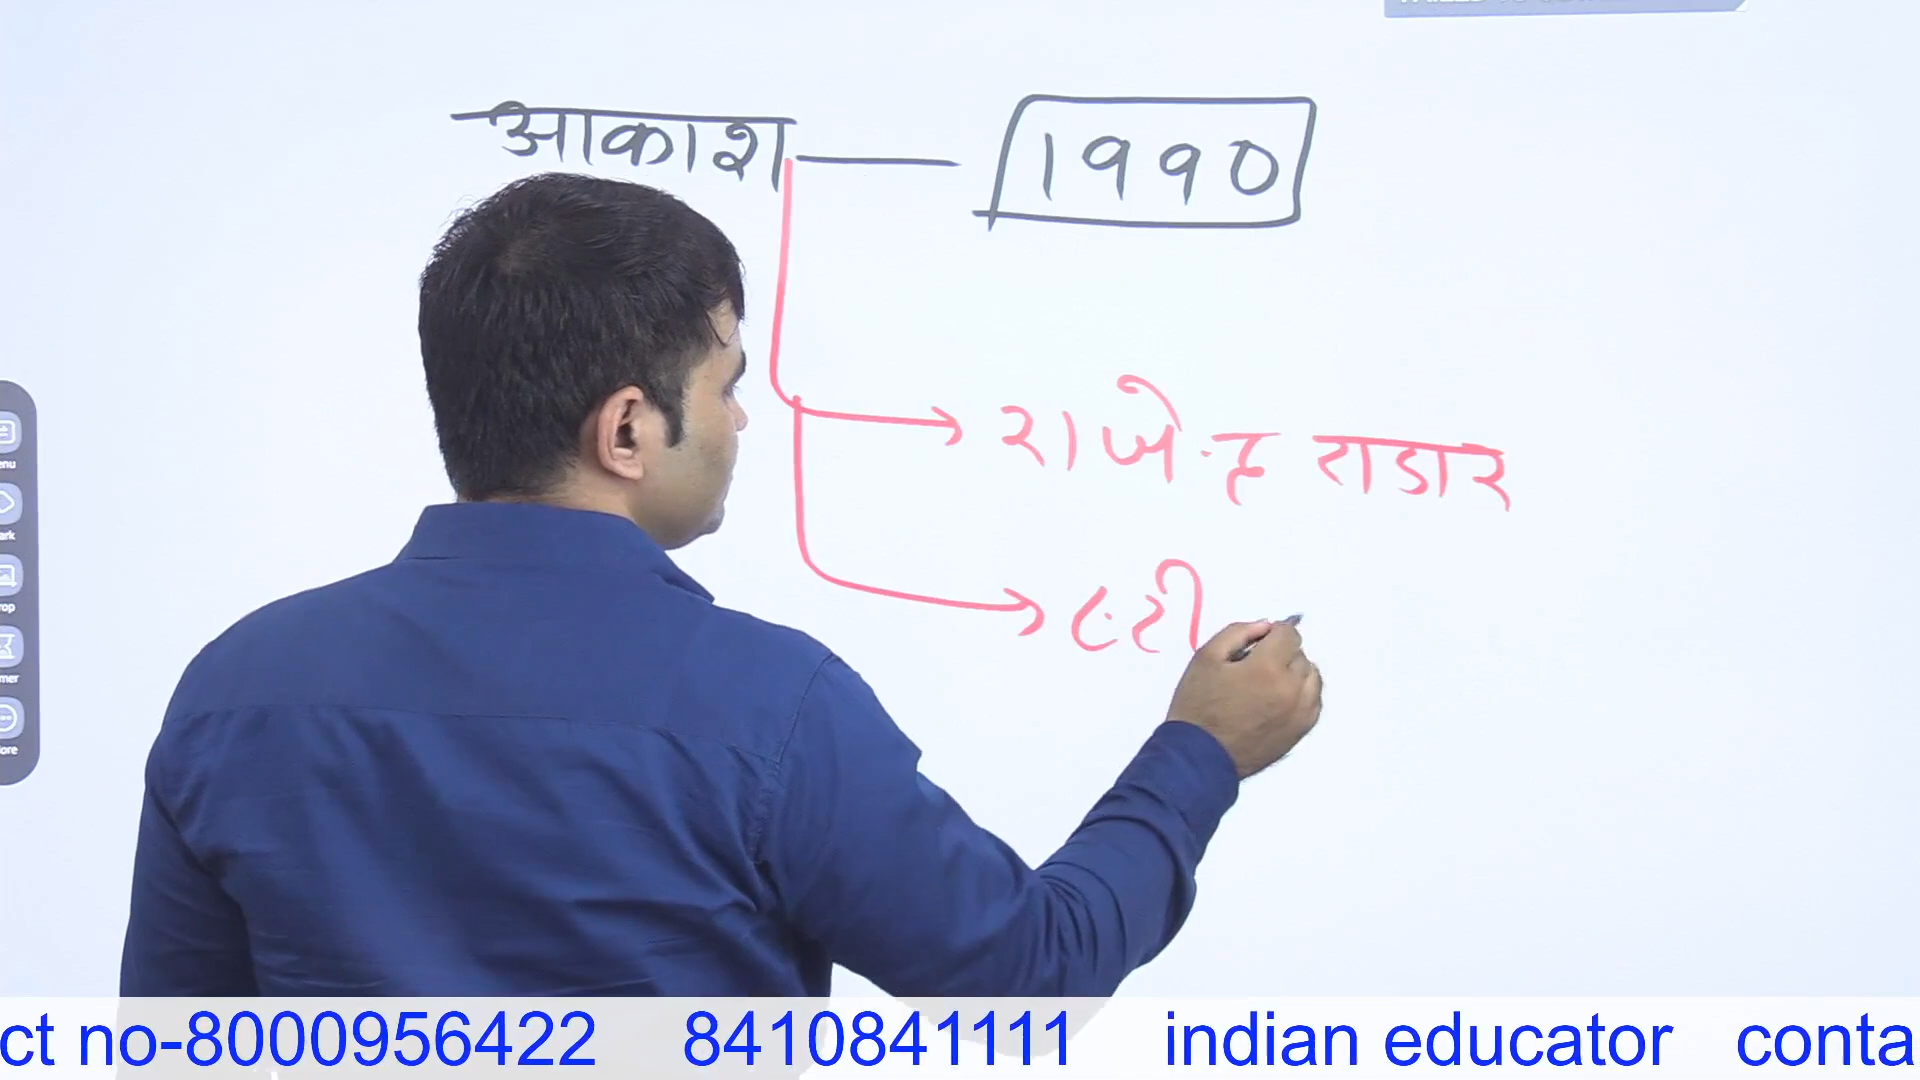 आकाश — 1990
राजेन्द्र राडार
एंटी
ct no-8000956422 8410841111 indian educator conta